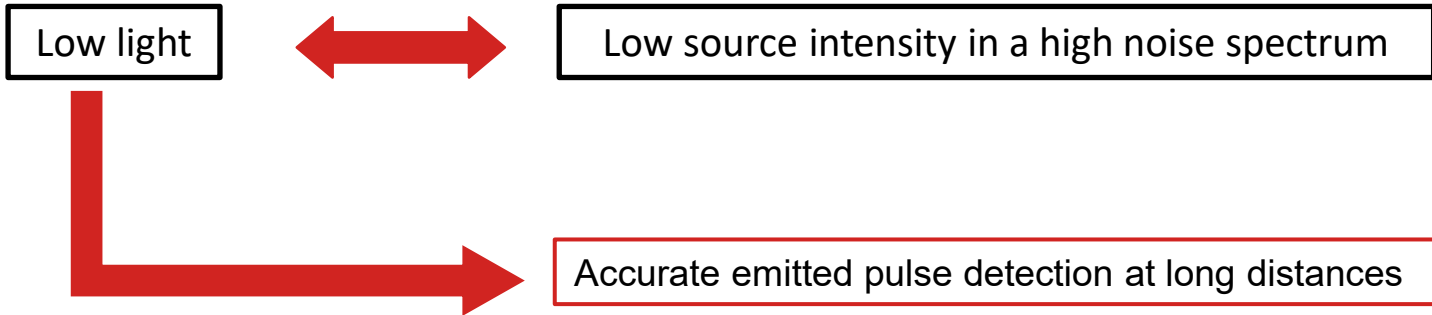 Low light
Low source intensity in a high noise spectrum
Accurate emitted pulse detection at long distances